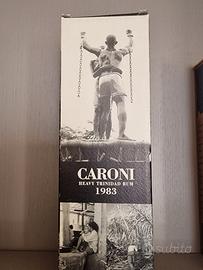 CARONI
HEAVY TRINIDAD RUM
1983
subito